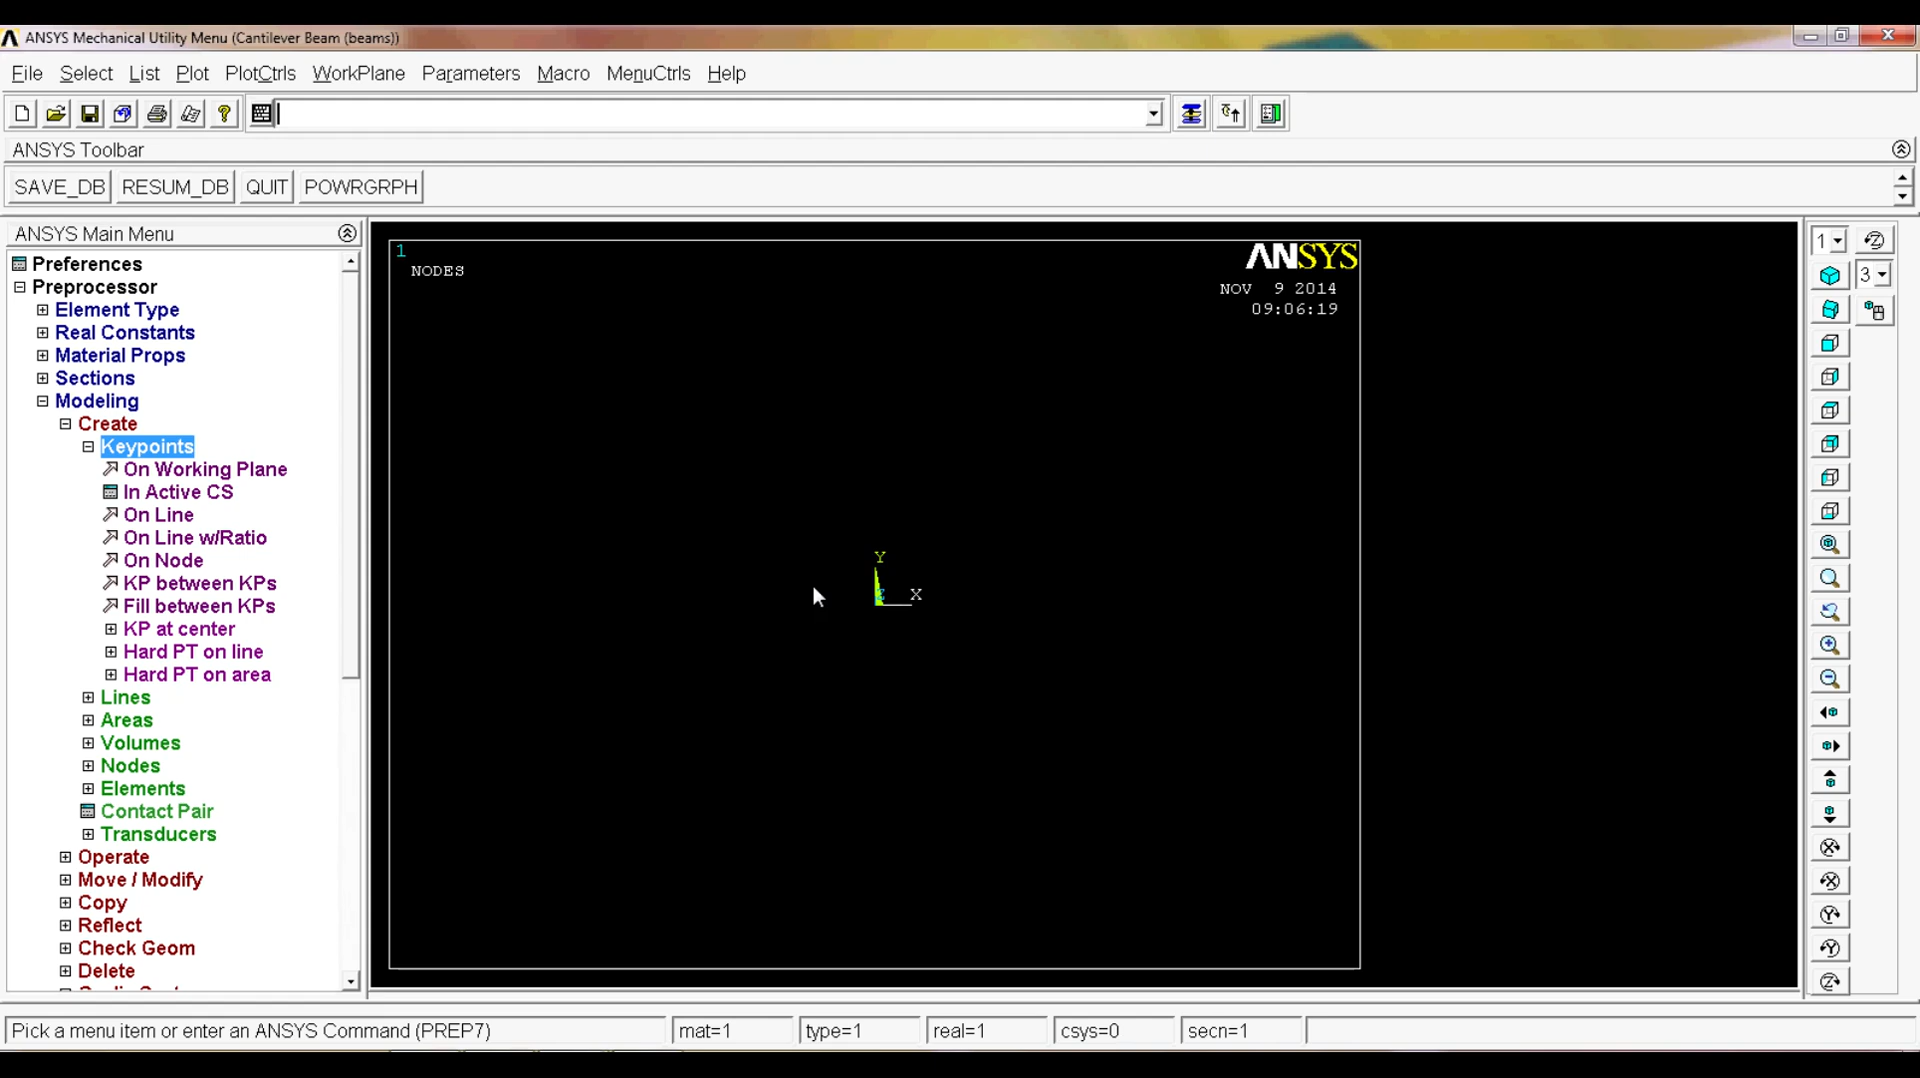 ANSYS Mechanical Utility Menu (Cantilever Beam (beams))
File Select List Plot PlotCtrls WorkPlane Parameters Macro MenuCtrls Help
ANSYS Toolbar
SAVE_DB RESUM_DB QUIT POWRGRPH
ANSYS Main Menu
Preferences
Preprocessor
Element Type
Real Constants
Material Props
Sections
Modeling
Create
Keypoints
On Working Plane
In Active CS
On Line
On Line w/Ratio
On Node
KP between KPs
Fill between KPs
KP at center
Hard PT on line
Hard PT on area
Lines
Areas
Volumes
Nodes
Elements
Contact Pair
Transducers
Operate
Move / Modify
Copy
Reflect
Check Geom
Delete
1
NODES
ANSYS
NOV 9 2014
09:06:19
Y
Z X
1
3
Pick a menu item or enter an ANSYS Command (PREP7) mat=1 type=1 real=1 csys=0 secn=1